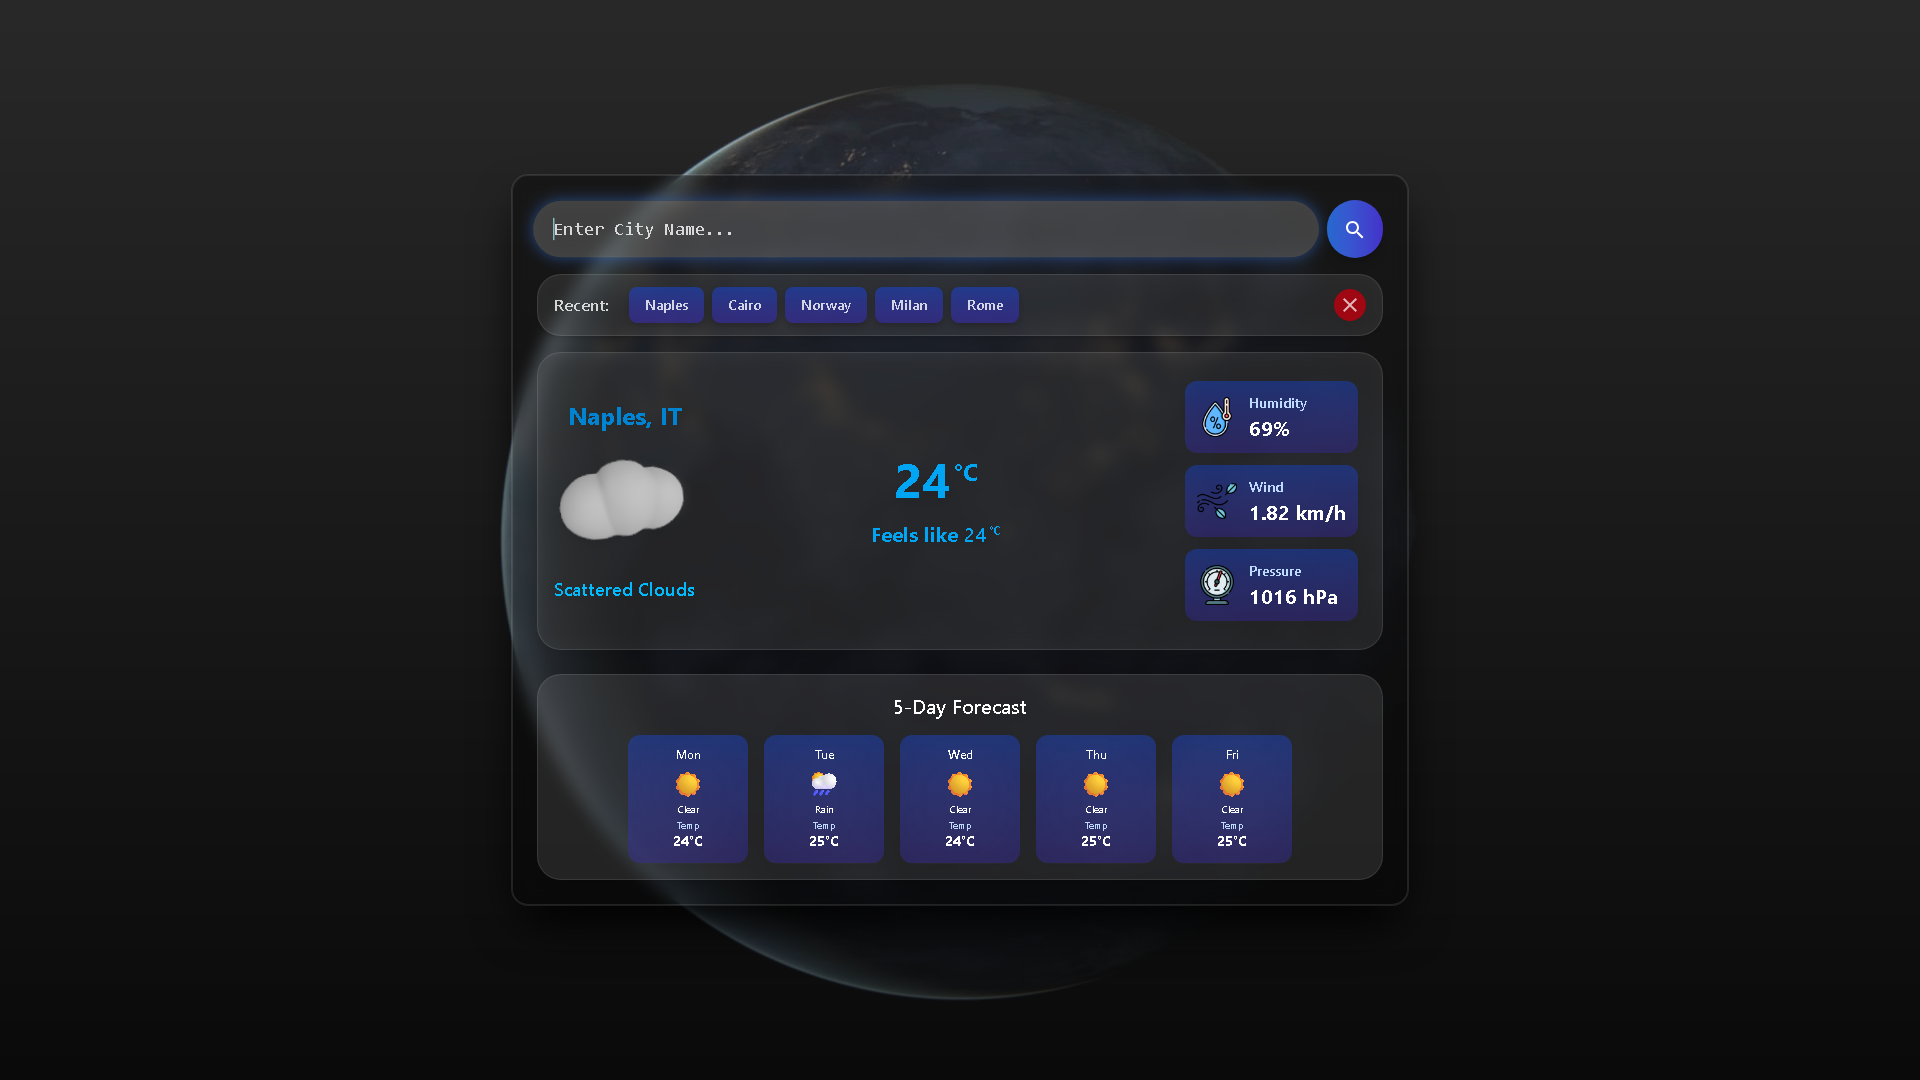 Enter City Name...
Recent: Naples Cairo Norway Milan Rome
Naples, IT
Scattered Clouds
24°C
Feels like 24°C
Humidity
69%
Wind
1.82 km/h
Pressure
1016 hPa
5-Day Forecast
Mon
Clear
Temp
24°C
Tue
Rain
Temp
25°C
Wed
Clear
Temp
24°C
Thu
Clear
Temp
25°C
Fri
Clear
Temp
25°C